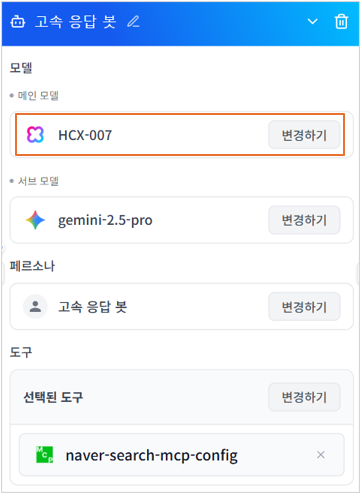 고속 응답 봇
모델
• 메인 모델
HCX-007
변경하기
• 서브 모델
gemini-2.5-pro
변경하기
페르소나
고속 응답 봇
변경하기
도구
선택된 도구
변경하기
MCP
naver-search-mcp-config
×